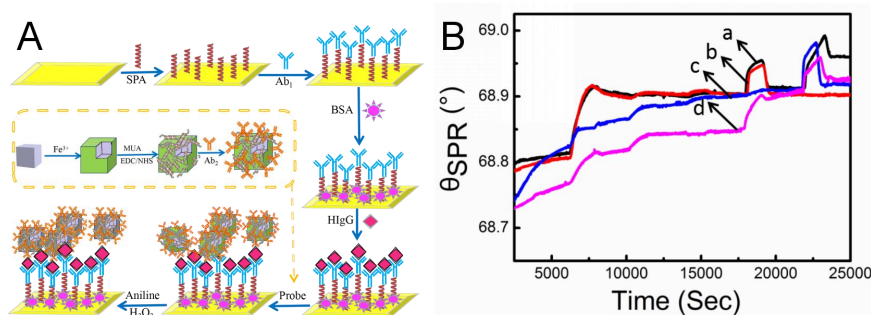 A
SPA
Ab₁
BSA
Fe³⁺
MUA
EDC/NHS
Ab₂
HIgG
Probe
Aniline
H₂O₂
B
θSPR (°)
69.0
68.9
68.8
68.7
a
b
c
d
5000
10000
15000
20000
25000
Time (Sec)